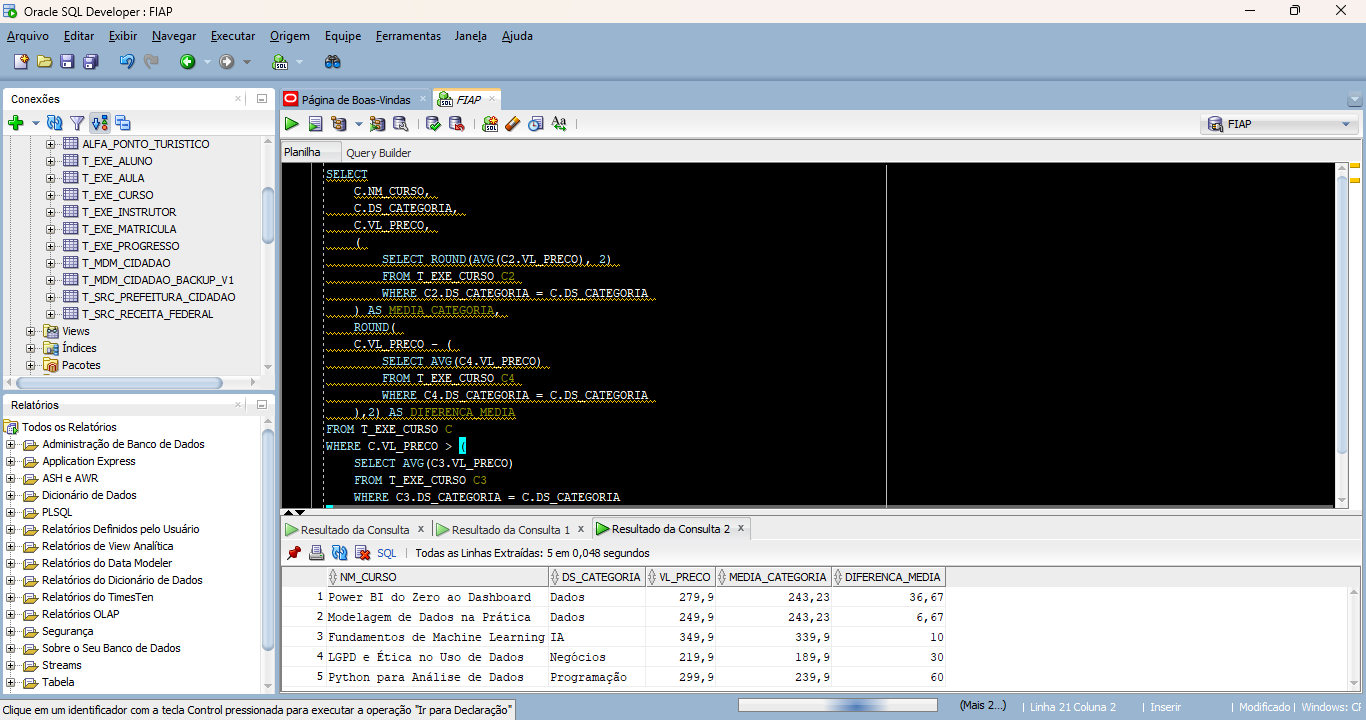 Oracle SQL Developer : FIAP
Arquivo Editar Exibir Navegar Executar Origem Equipe Ferramentas Janela Ajuda
Conexões
ALFA_PONTO_TURISTICO
T_EXE_ALUNO
T_EXE_AULA
T_EXE_CURSO
T_EXE_INSTRUTOR
T_EXE_MATRICULA
T_EXE_PROGRESSO
T_MDM_CIDADAO
T_MDM_CIDADAO_BACKUP_V1
T_SRC_PREFEITURA_CIDADAO
T_SRC_RECEITA_FEDERAL
Views
Índices
Pacotes
Relatórios
Todos os Relatórios
Administração de Banco de Dados
Application Express
ASH e AWR
Dicionário de Dados
PLSQL
Relatórios Definidos pelo Usuário
Relatórios de View Analítica
Relatórios do Data Modeler
Relatórios do Dicionário de Dados
Relatórios do TimesTen
Relatórios OLAP
Segurança
Sobre o Seu Banco de Dados
Streams
Tabela
Página de Boas-Vindas FIAP
FIAP
Planilha Query Builder
SELECT
C.NM_CURSO,
C.DS_CATEGORIA,
C.VL_PRECO,
(
SELECT ROUND(AVG(C2.VL_PRECO), 2)
FROM T_EXE_CURSO C2
WHERE C2.DS_CATEGORIA = C.DS_CATEGORIA
) AS MEDIA_CATEGORIA,
ROUND(
C.VL_PRECO - (
SELECT AVG(C4.VL_PRECO)
FROM T_EXE_CURSO C4
WHERE C4.DS_CATEGORIA = C.DS_CATEGORIA
),2) AS DIFERENCA_MEDIA
FROM T_EXE_CURSO C
WHERE C.VL_PRECO > (
SELECT AVG(C3.VL_PRECO)
FROM T_EXE_CURSO C3
WHERE C3.DS_CATEGORIA = C.DS_CATEGORIA
Resultado da Consulta Resultado da Consulta 1 Resultado da Consulta 2
SQL Todas as Linhas Extraídas: 5 em 0,048 segundos
NM_CURSO DS_CATEGORIA VL_PRECO MEDIA_CATEGORIA DIFERENCA_MEDIA
1 Power BI do Zero ao Dashboard Dados 279,9 243,23 36,67
2 Modelagem de Dados na Prática Dados 249,9 243,23 6,67
3 Fundamentos de Machine Learning IA 349,9 339,9 10
4 LGPD e Ética no Uso de Dados Negócios 219,9 189,9 30
5 Python para Análise de Dados Programação 299,9 239,9 60
Clique em um identificador com a tecla Control pressionada para executar a operação "Ir para Declaração" (Mais 2...) Linha 21 Coluna 2 Inserir Modificado Windows: